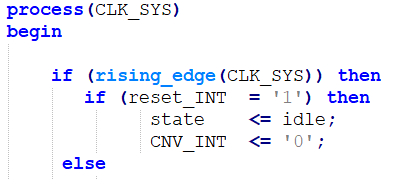 process(CLK_SYS)
begin
if (rising_edge(CLK_SYS)) then
if (reset_INT = '1') then
state <= idle;
CNV_INT <= '0';
else